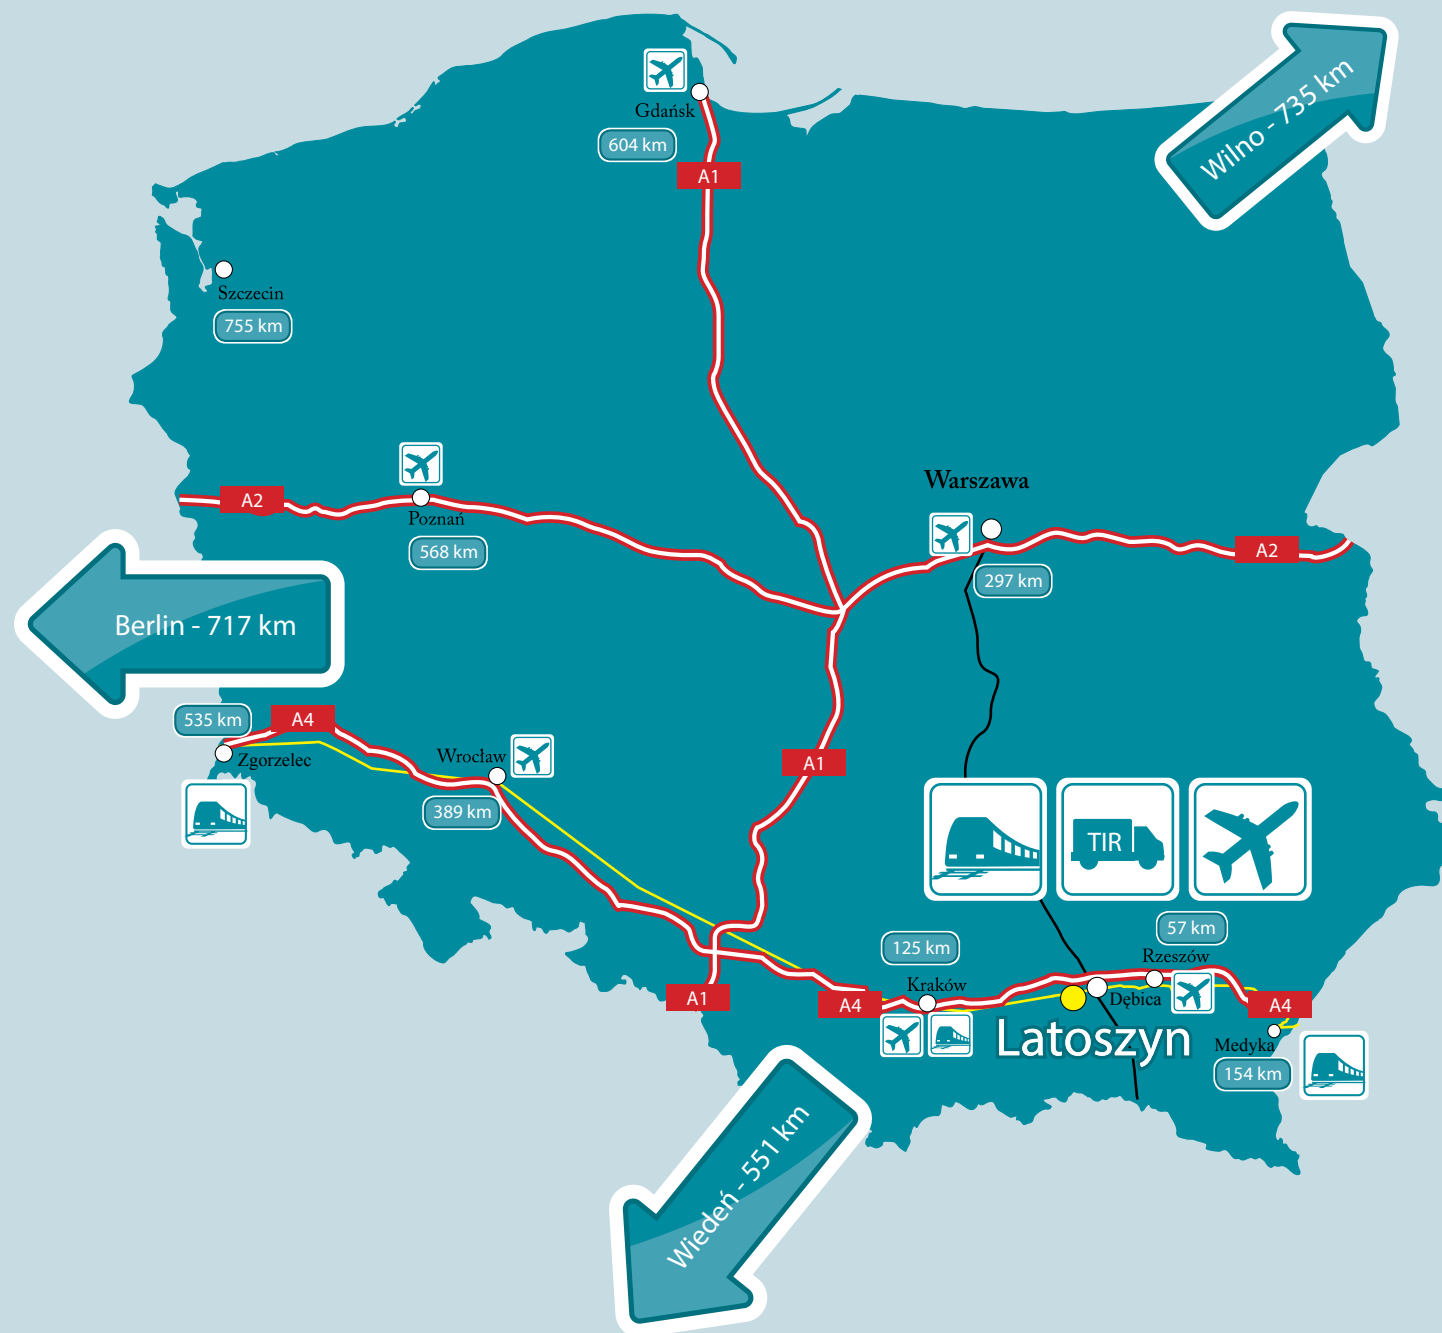 Wilno - 735 km
Gdańsk
604 km
A1
Szczecin
755 km
Warszawa
A2
Poznań
568 km
A2
297 km
Berlin - 717 km
535 km
A4
Zgorzelec
Wrocław
389 km
A1
TIR
57 km
125 km
Rzeszów
Kraków
A1
A4
Dębica
A4
Latoszyn
Medyka
154 km
Wiedeń - 551 km